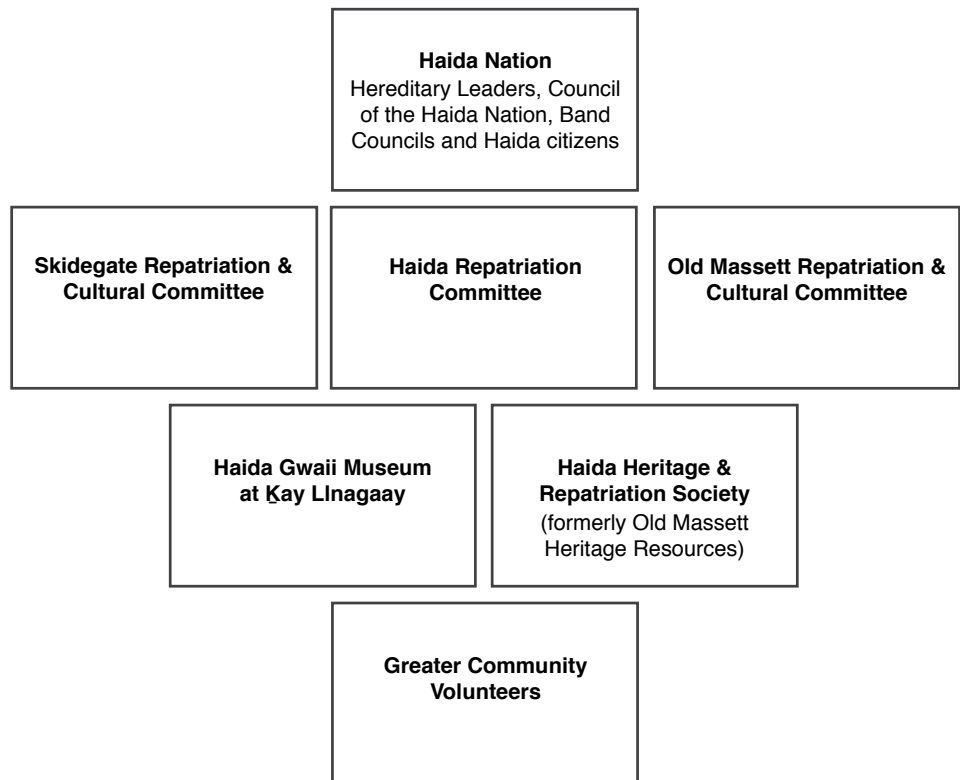 Haida Nation
Hereditary Leaders, Council
of the Haida Nation, Band
Councils and Haida citizens
Skidegate Repatriation &
Cultural Committee
Haida Repatriation
Committee
Old Massett Repatriation &
Cultural Committee
Haida Gwaii Museum
at Ḵay Llnagaay
Haida Heritage &
Repatriation Society
(formerly Old Massett
Heritage Resources)
Greater Community
Volunteers